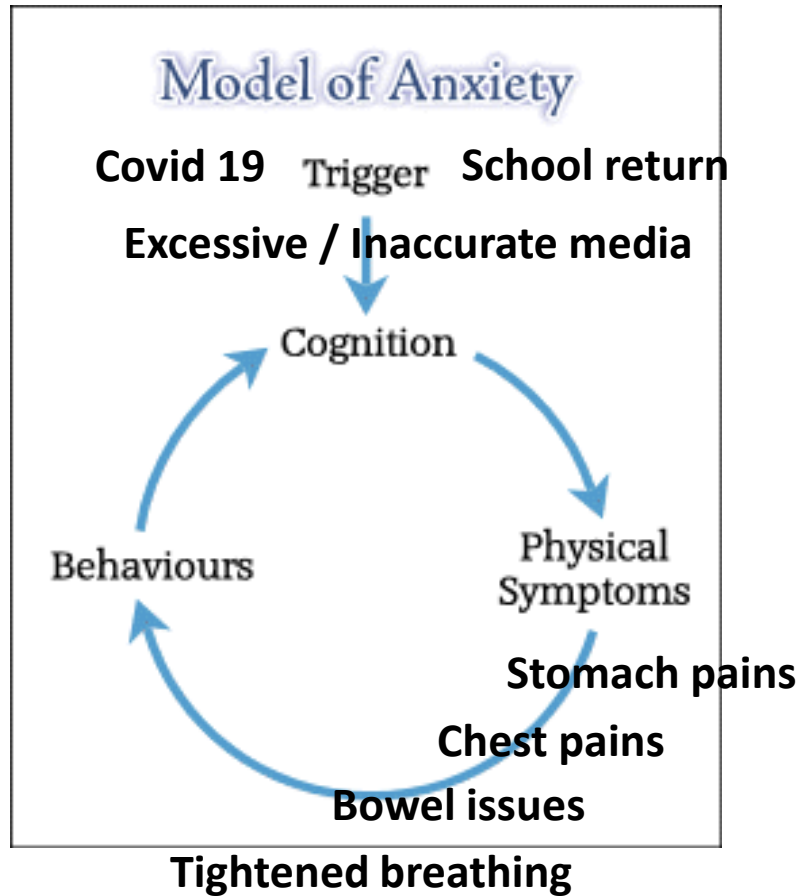 Model of Anxiety
Covid 19 Trigger School return
Excessive / Inaccurate media
Cognition
Behaviours
Physical
Symptoms
Stomach pains
Chest pains
Bowel issues
Tightened breathing